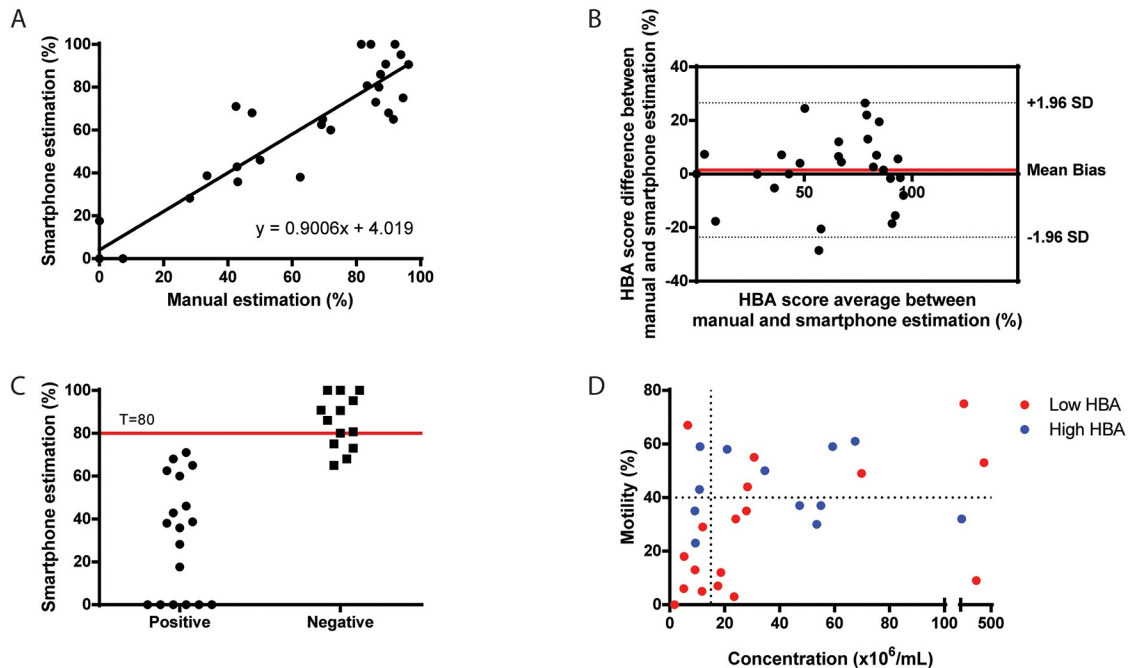 A
Smartphone estimation (%)
100
80
60
40
20
0
0 20 40 60 80 100
y = 0.9006x + 4.019
Manual estimation (%)
B
HBA score difference between
manual and smartphone estimation (%)
40
20
0
-20
-40
50 100
+1.96 SD
Mean Bias
-1.96 SD
HBA score average between
manual and smartphone estimation (%)
C
Smartphone estimation (%)
100
80
60
40
20
0
T=80
Positive Negative
D
Motility (%)
80
60
40
20
0
0 20 40 60 80 100 500
Concentration (x10⁶/mL)
Low HBA
High HBA